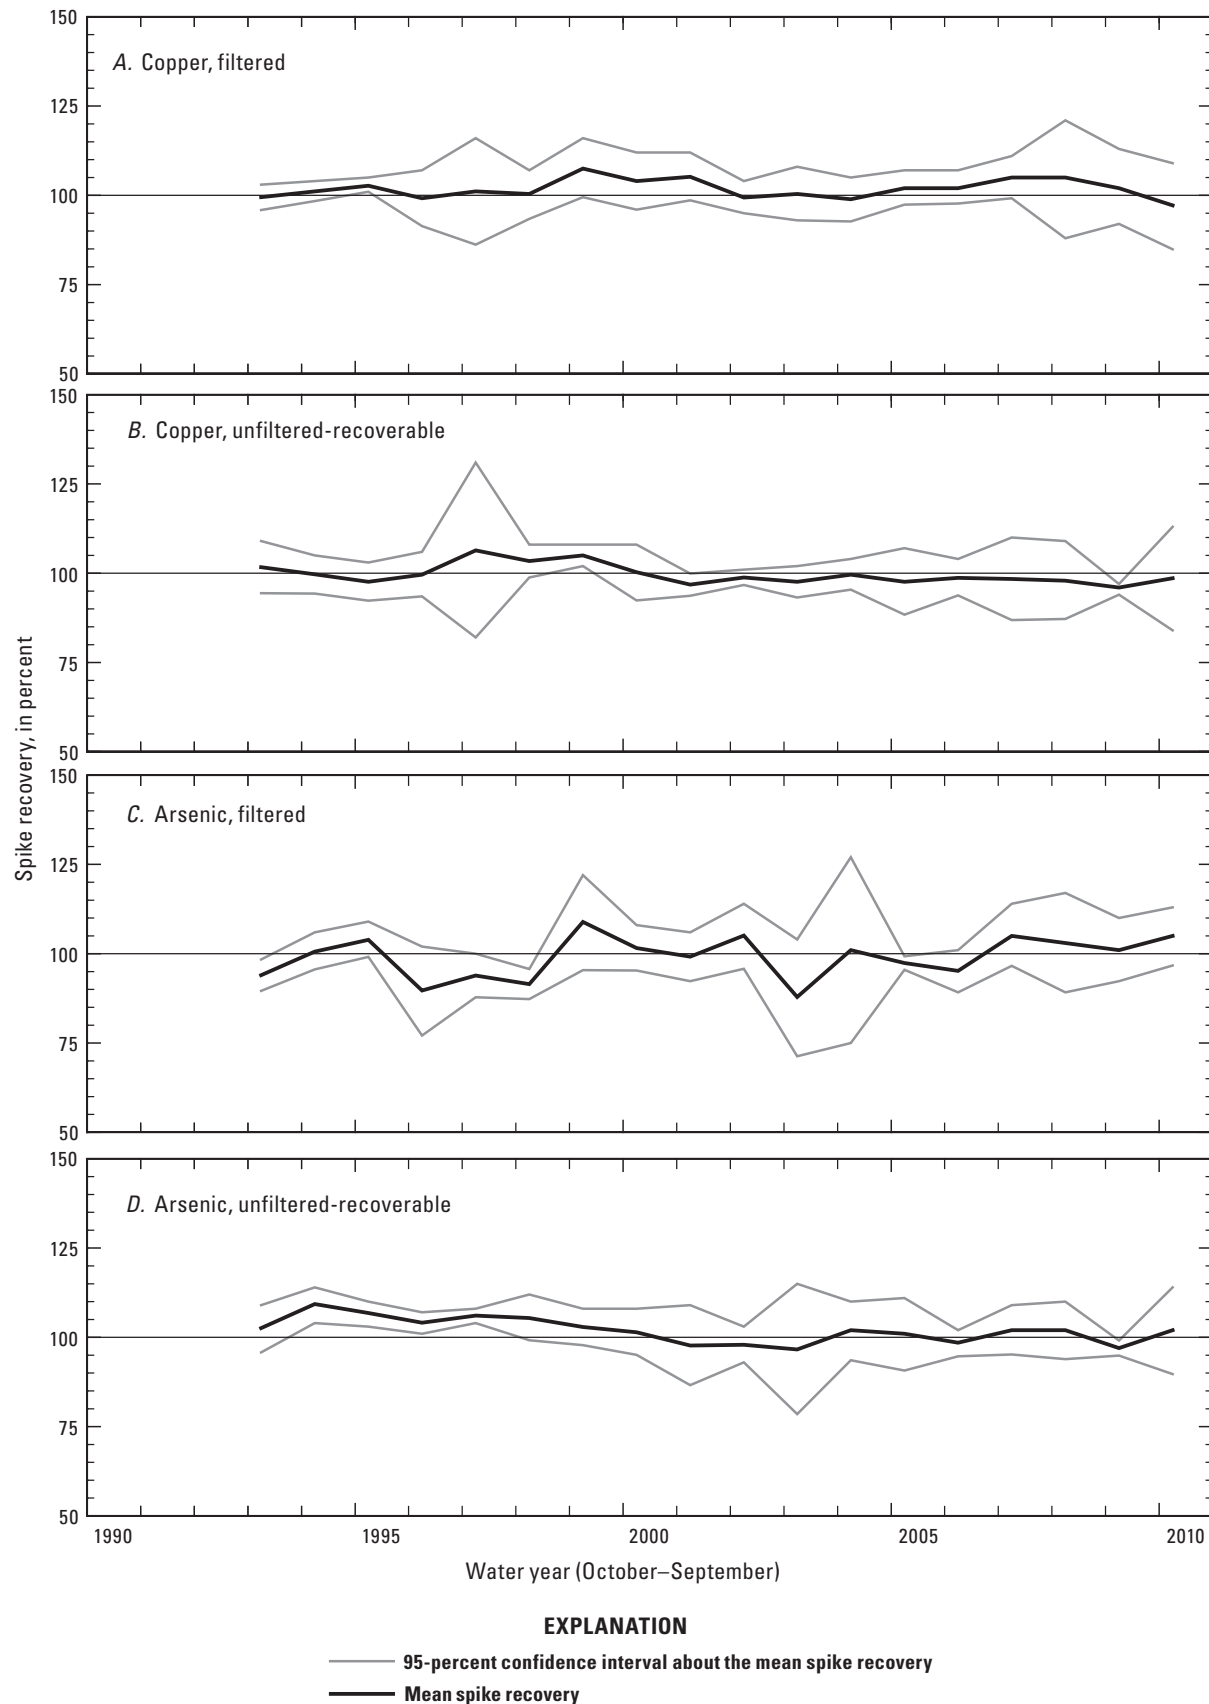 150
A. Copper, filtered
125
100
75
50
150
B. Copper, unfiltered-recoverable
125
100
75
50
Spike recovery, in percent
150
C. Arsenic, filtered
125
100
75
50
150
D. Arsenic, unfiltered-recoverable
125
100
75
50
1990 1995 2000 2005 2010
Water year (October–September)
EXPLANATION
95-percent confidence interval about the mean spike recovery
Mean spike recovery